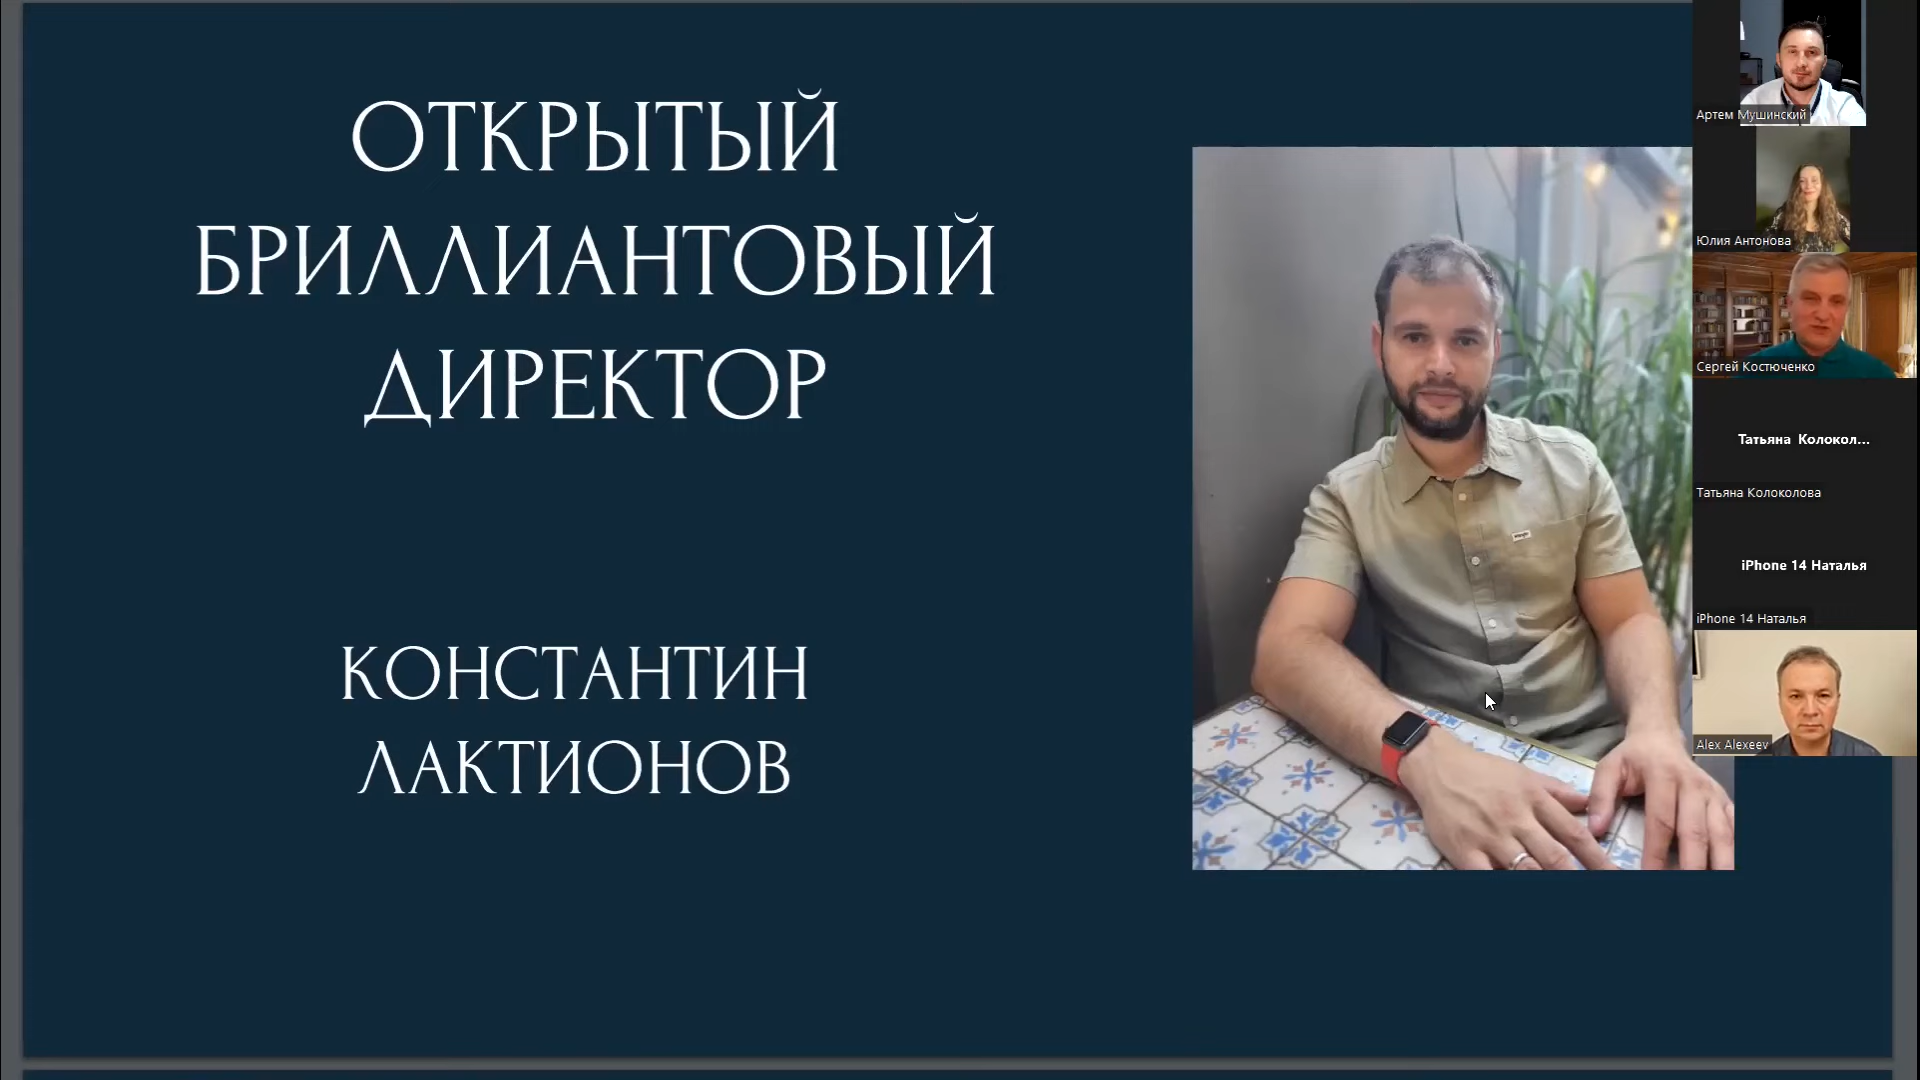 ОТКРЫТЫЙ
БРИЛЛИАНТОВЫЙ
ДИРЕКТОР
КОНСТАНТИН
ЛАКТИОНОВ
Артем Мушинский
Юлия Антонова
Сергей Костюченко
Татьяна Колокол...
Татьяна Колоколова
iPhone 14 Наталья
iPhone 14 Наталья
Alex Alexeev